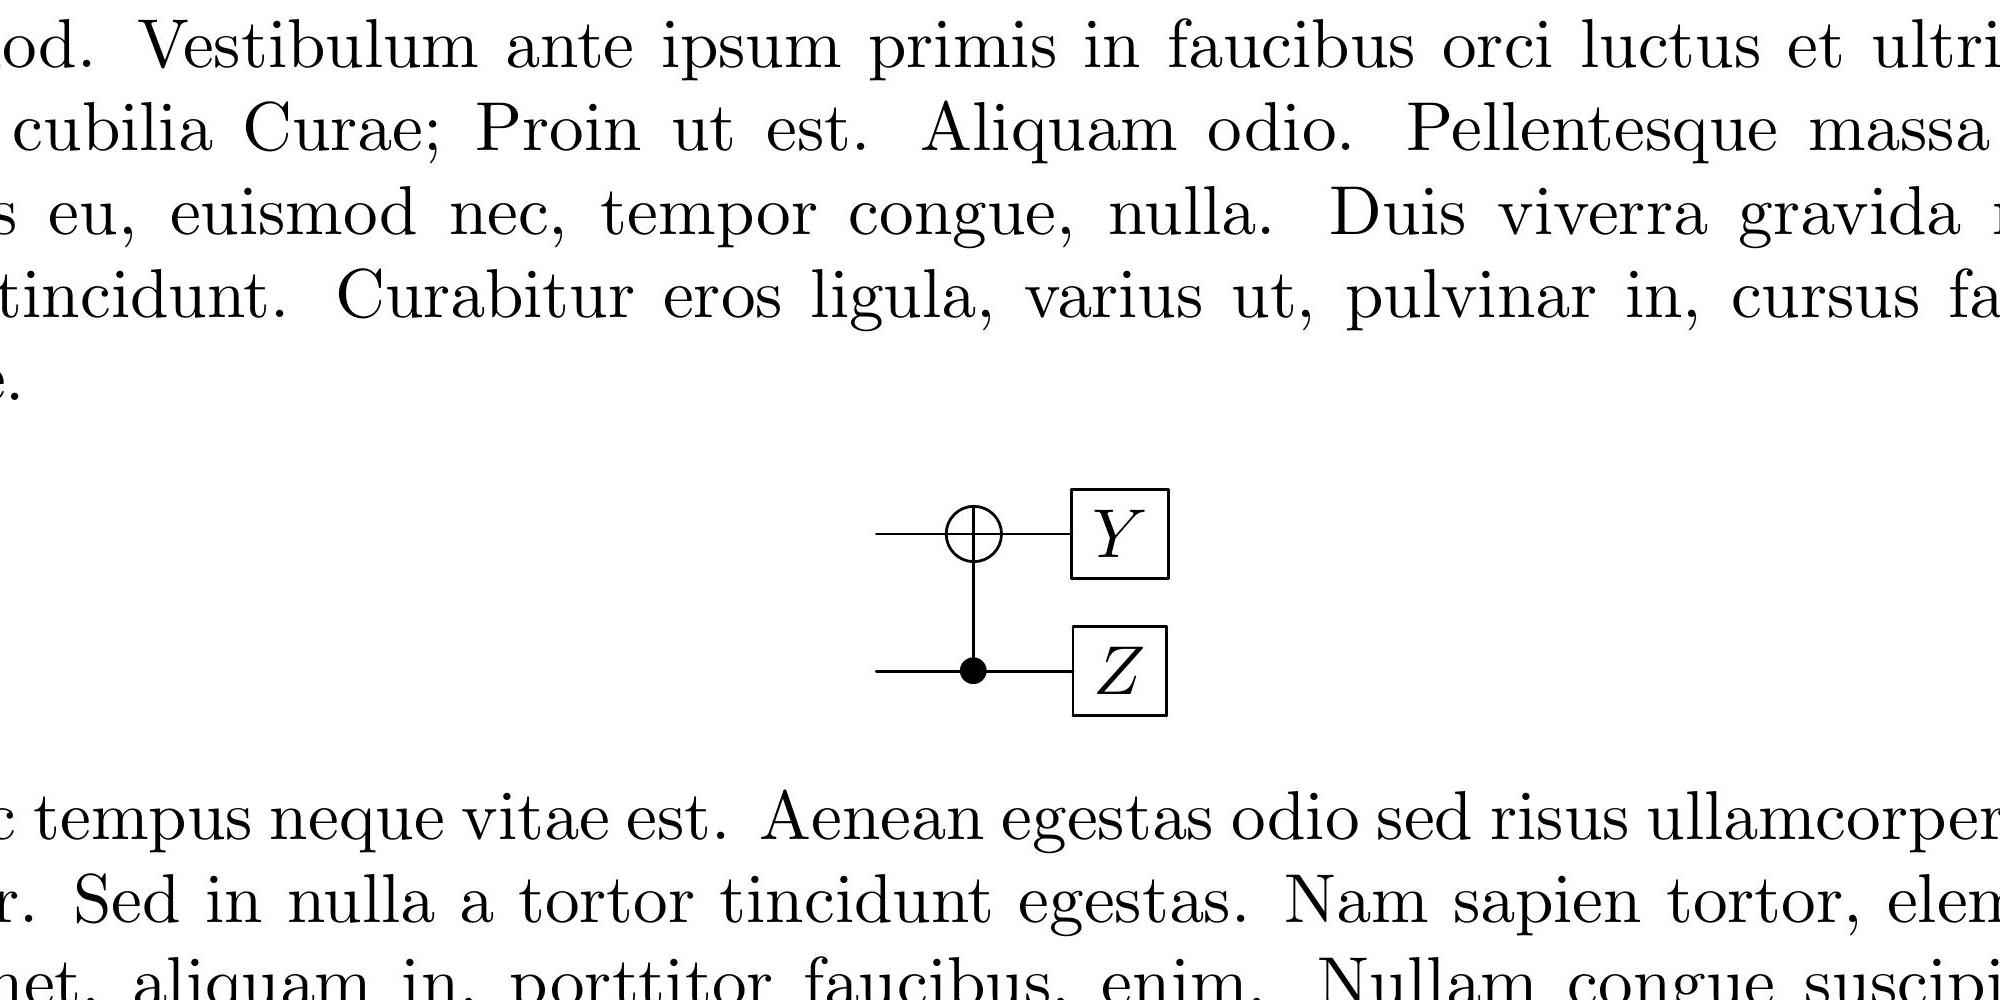 od. Vestibulum ante ipsum primis in faucibus orci luctus et ultri
cubilia Curae; Proin ut est. Aliquam odio. Pellentesque massa
s eu, euismod nec, tempor congue, nulla. Duis viverra gravida
tincidunt. Curabitur eros ligula, varius ut, pulvinar in, cursus fa
e.
Y
Z
c tempus neque vitae est. Aenean egestas odio sed risus ullamcorper
r. Sed in nulla a tortor tincidunt egestas. Nam sapien tortor, elem
net, aliquam in, porttitor faucibus, enim. Nullam congue suscipi